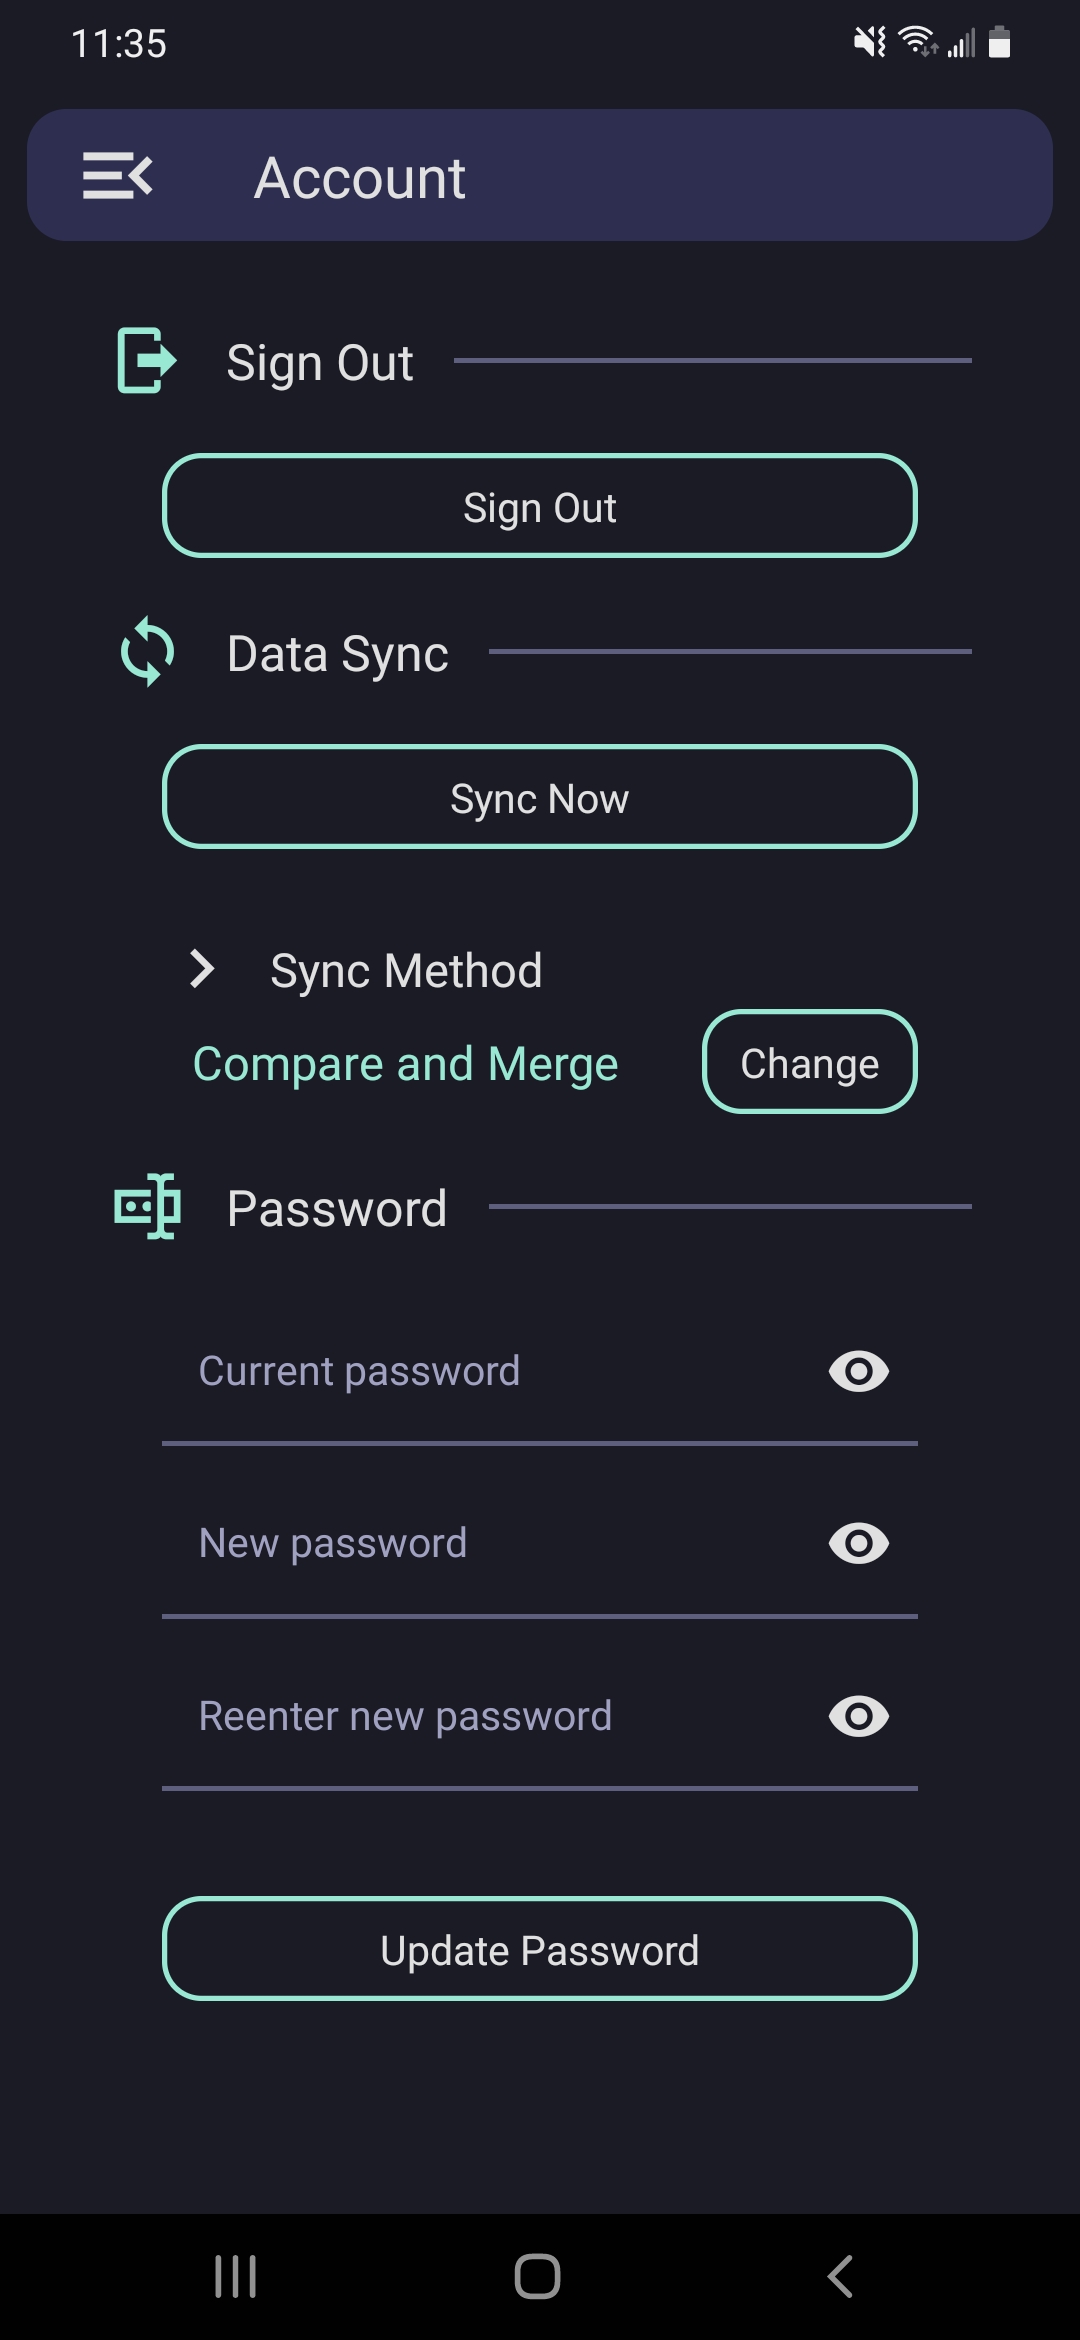 11:35
Account
Sign Out
Sign Out
Data Sync
Sync Now
Sync Method
Compare and Merge
Change
Password
Current password
New password
Reenter new password
Update Password